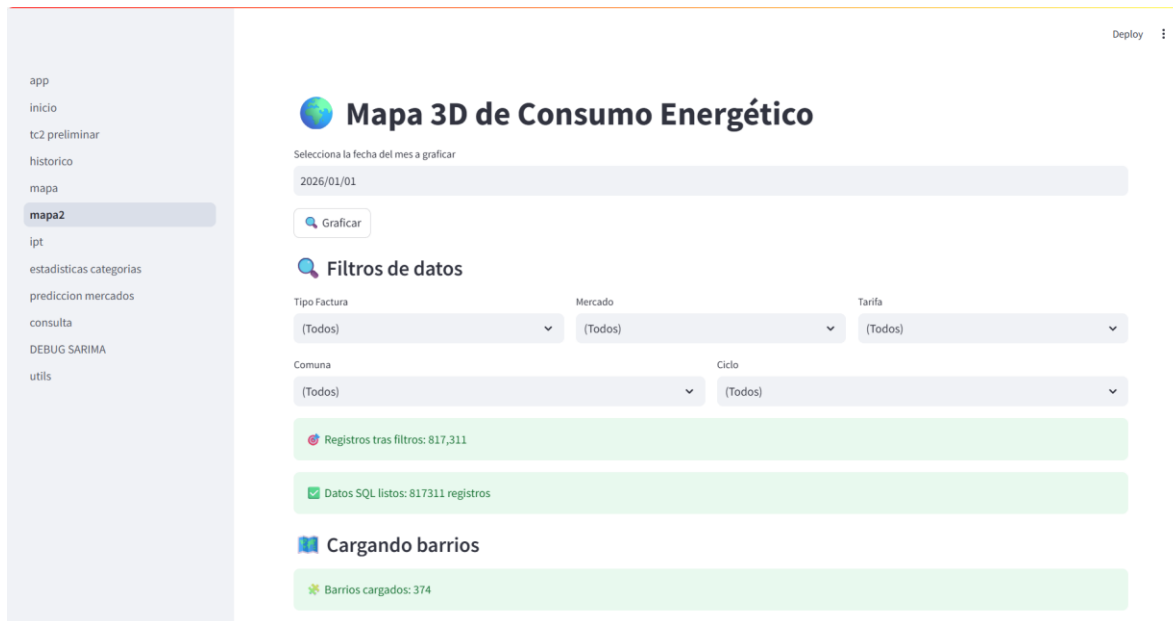 Deploy
app
inicio
tc2 preliminar
historico
mapa
mapa2
ipt
estadisticas categorias
prediccion mercados
consulta
DEBUG SARIMA
utils
Mapa 3D de Consumo Energético
Selecciona la fecha del mes a graficar
2026/01/01
Graficar
Filtros de datos
Tipo Factura Mercado Tarifa
(Todos) (Todos) (Todos)
Comuna Ciclo
(Todos) (Todos)
Registros tras filtros: 817,311
Datos SQL listos: 817311 registros
Cargando barrios
Barrios cargados: 374